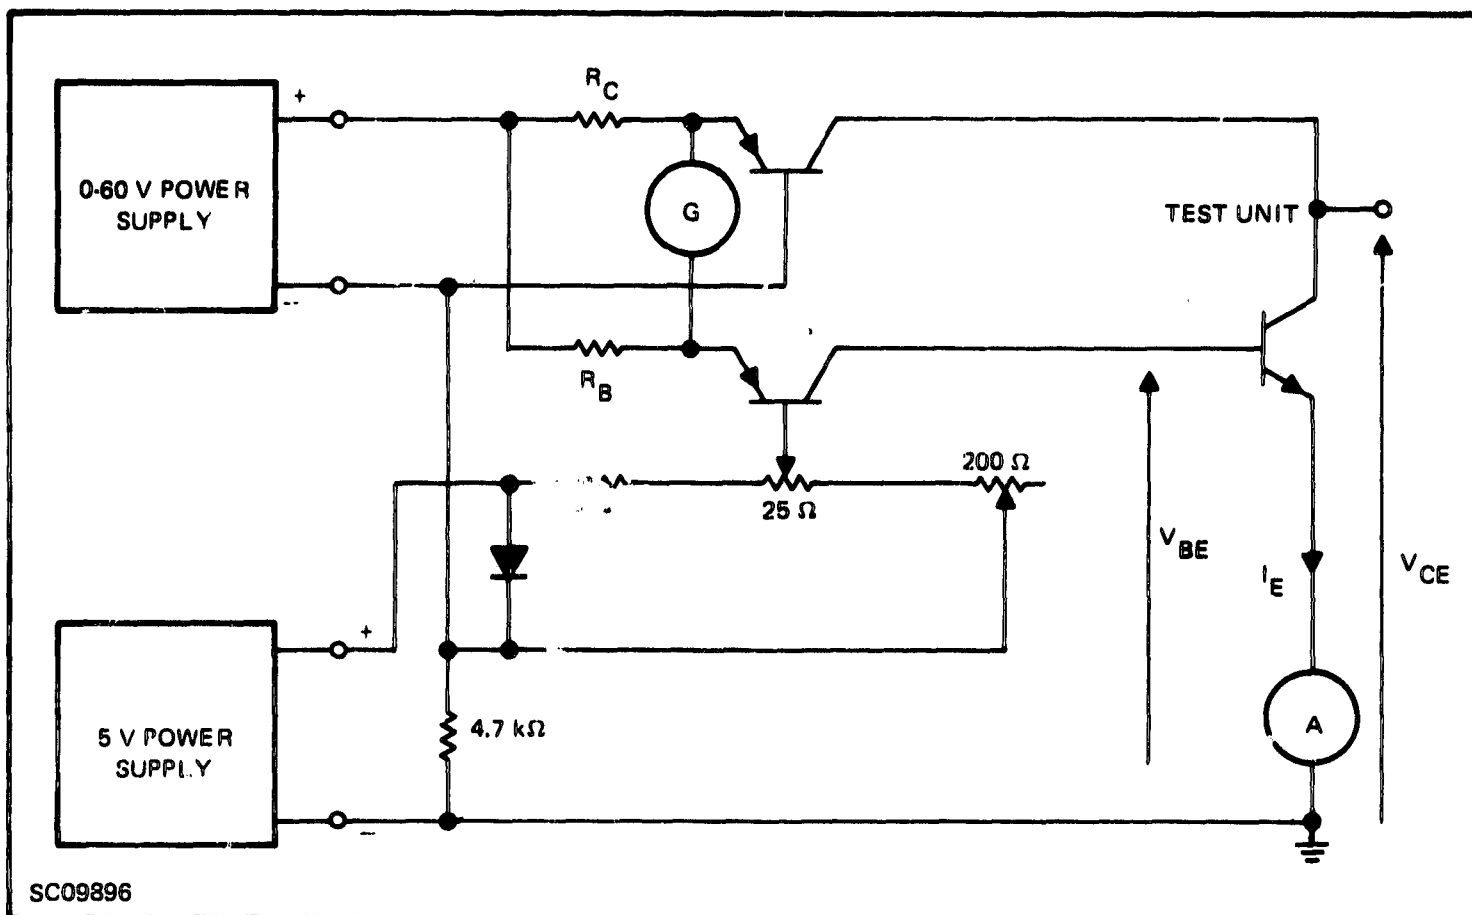 +
R_C
0-60 V POWER
SUPPLY
G
TEST UNIT
--
R_B
200 Ω
25 Ω
V_BE
I_E
V_CE
+
4.7 kΩ
5 V POWER
SUPPLY
A
–
SC09896